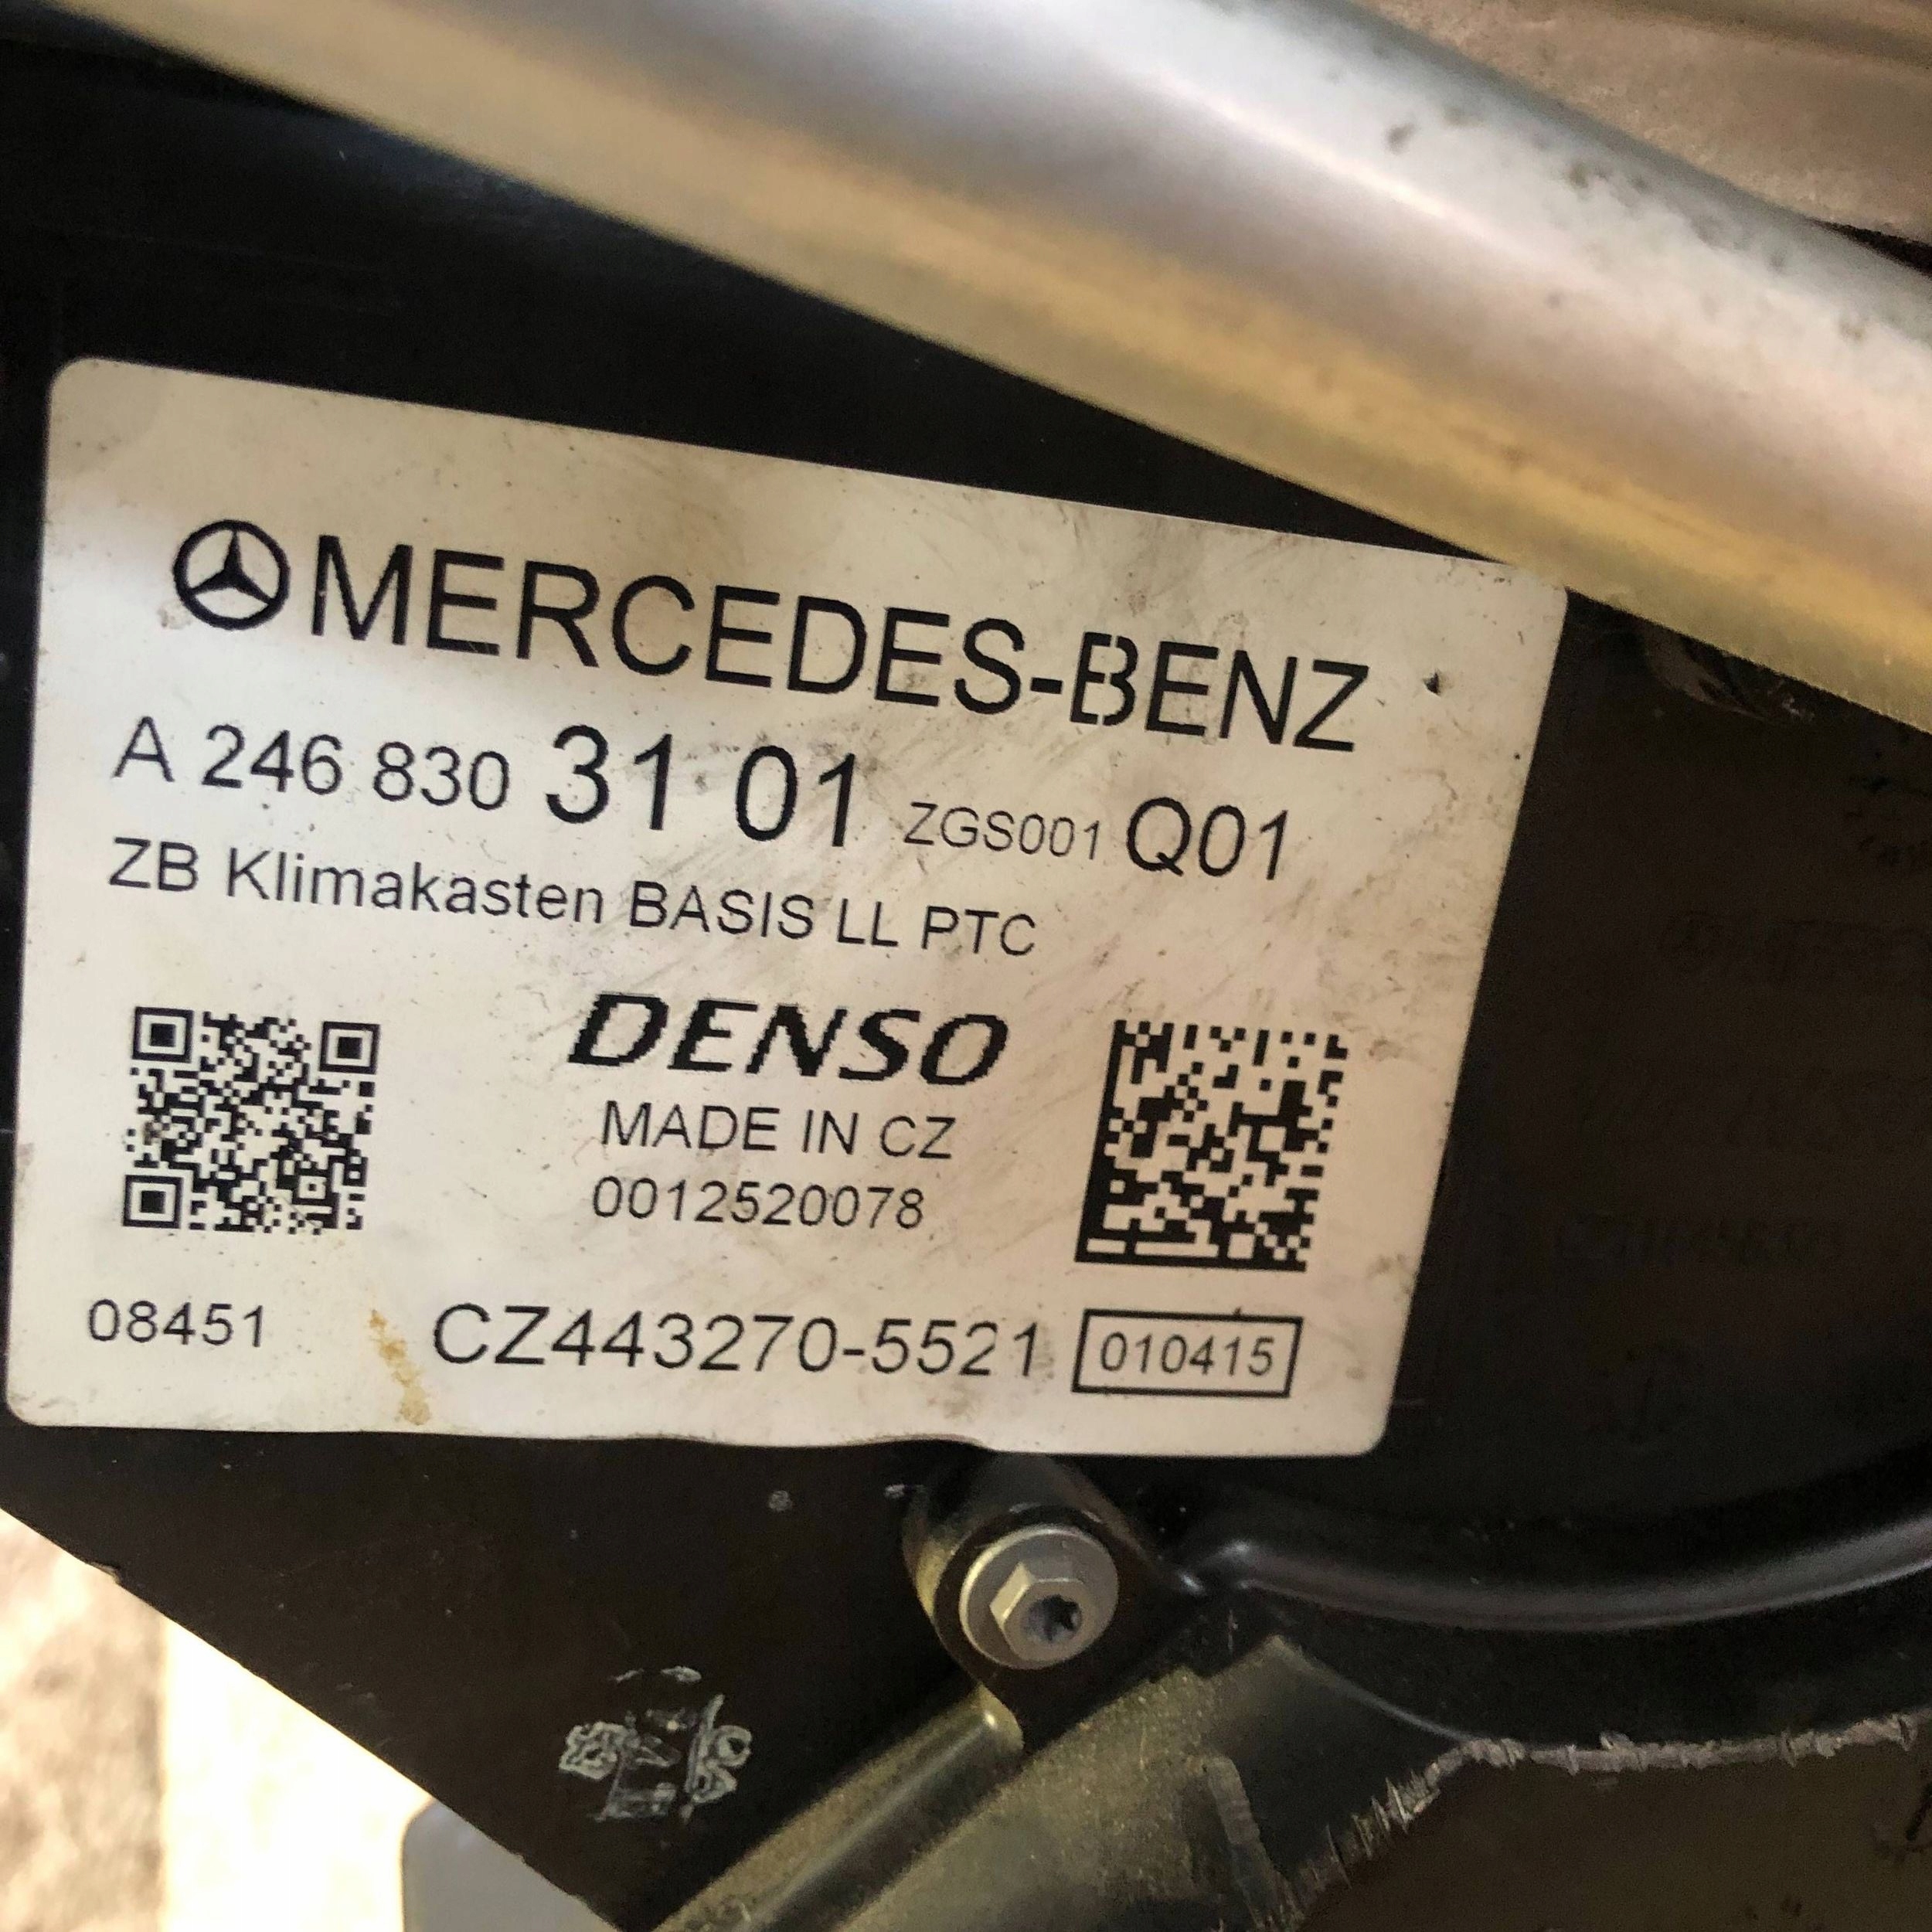 MERCEDES-BENZ
A 246 830 31 01 ZGS001 Q01
ZB Klimakasten BASIS LL PTC
DENSO
MADE IN CZ
0012520078
08451 CZ443270-5521 010415